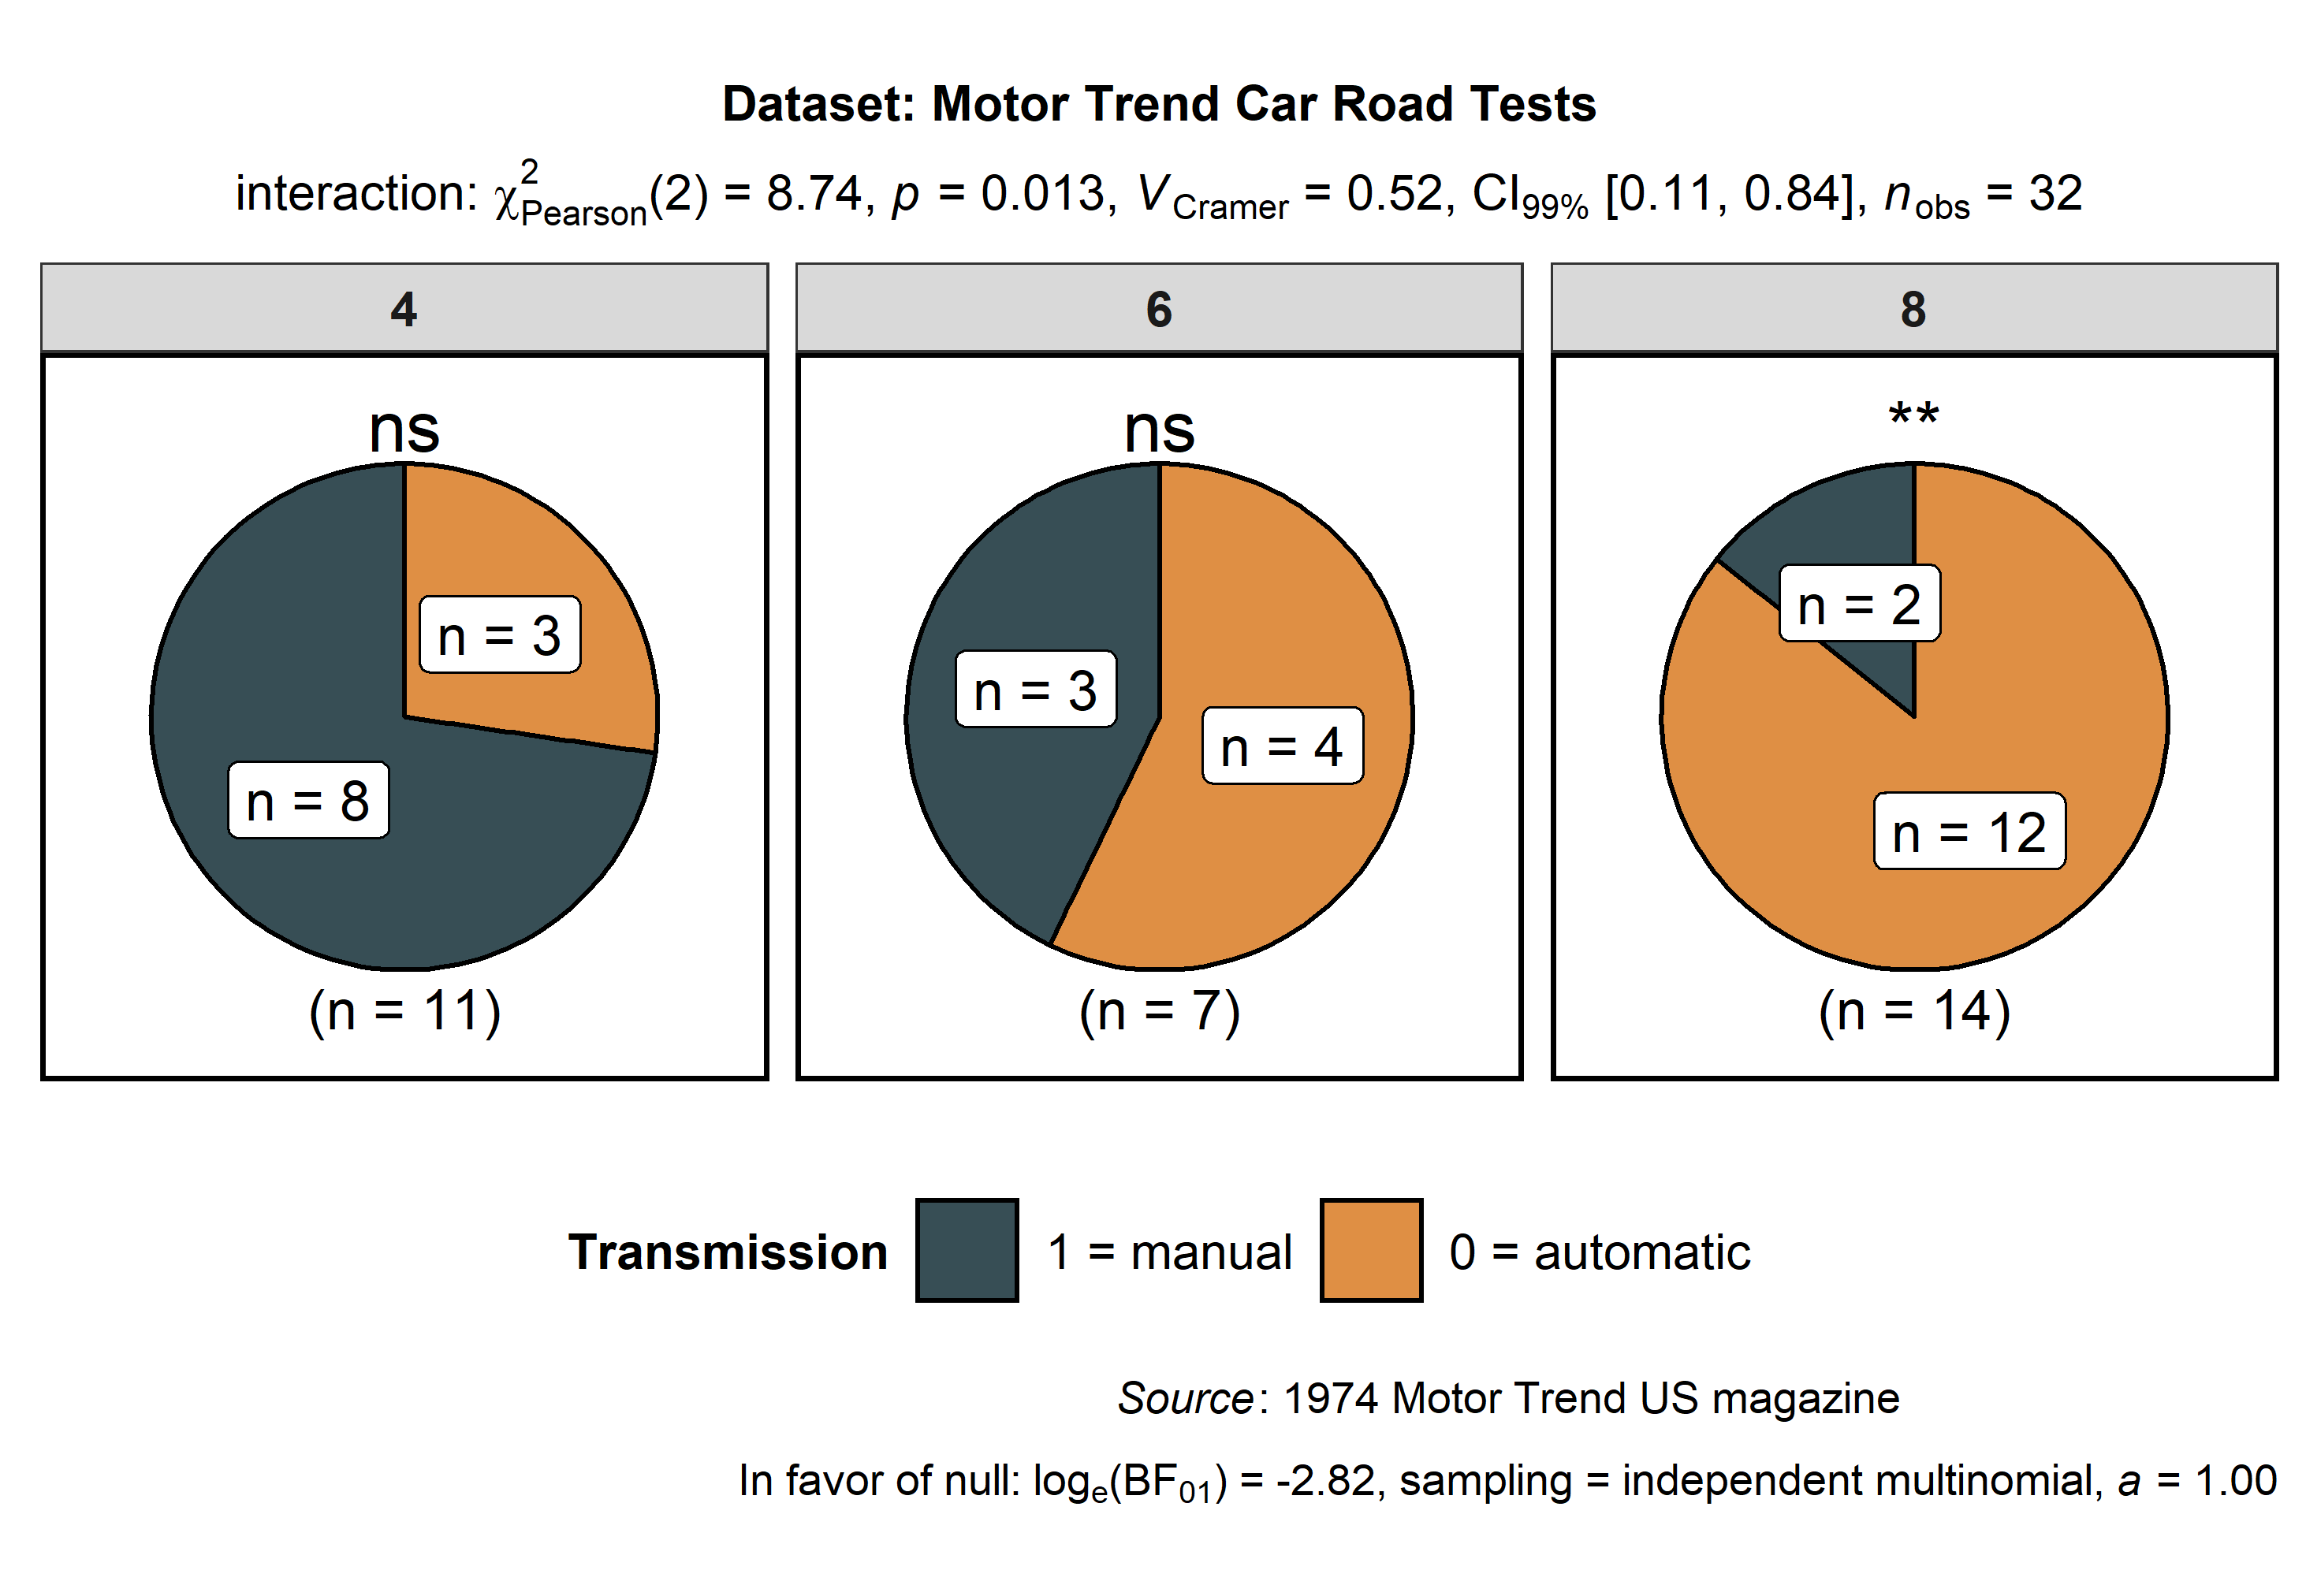 Dataset: Motor Trend Car Road Tests
interaction: χ²Pearson(2) = 8.74, p = 0.013, VCramer = 0.52, CI99% [0.11, 0.84], nobs = 32
4
6
8
ns
ns
**
n = 3
n = 8
n = 3
n = 4
n = 2
n = 12
(n = 11)
(n = 7)
(n = 14)
Transmission 1 = manual 0 = automatic
Source: 1974 Motor Trend US magazine
In favor of null: loge(BF01) = -2.82, sampling = independent multinomial, a = 1.00